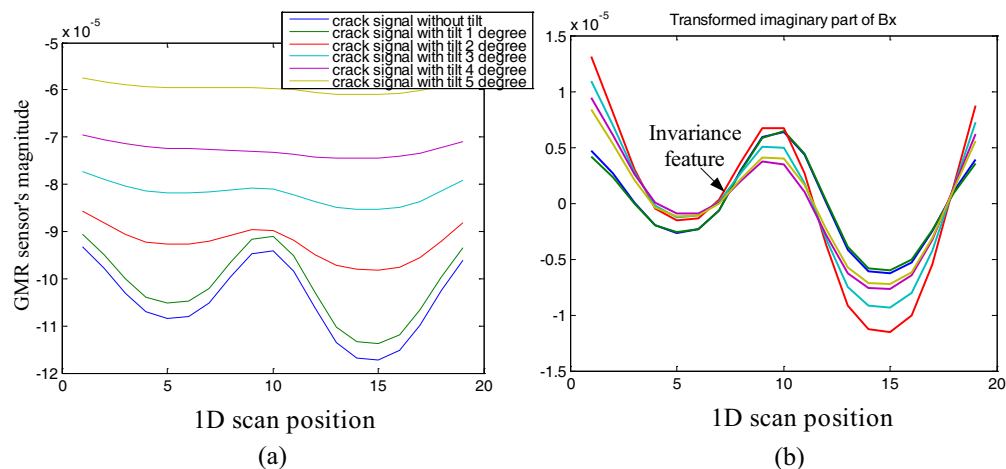 crack signal without tilt
crack signal with tilt 1 degree
crack signal with tilt 2 degree
crack signal with tilt 3 degree
crack signal with tilt 4 degree
crack signal with tilt 5 degree
x 10^-5
-5
-6
-7
-8
-9
-10
-11
-12
0
5
10
15
20
GMR sensor's magnitude
1D scan position
(a)
x 10^-5
Transformed imaginary part of Bx
1.5
1
0.5
0
-0.5
-1
-1.5
0
5
10
15
20
Invariance
feature
1D scan position
(b)